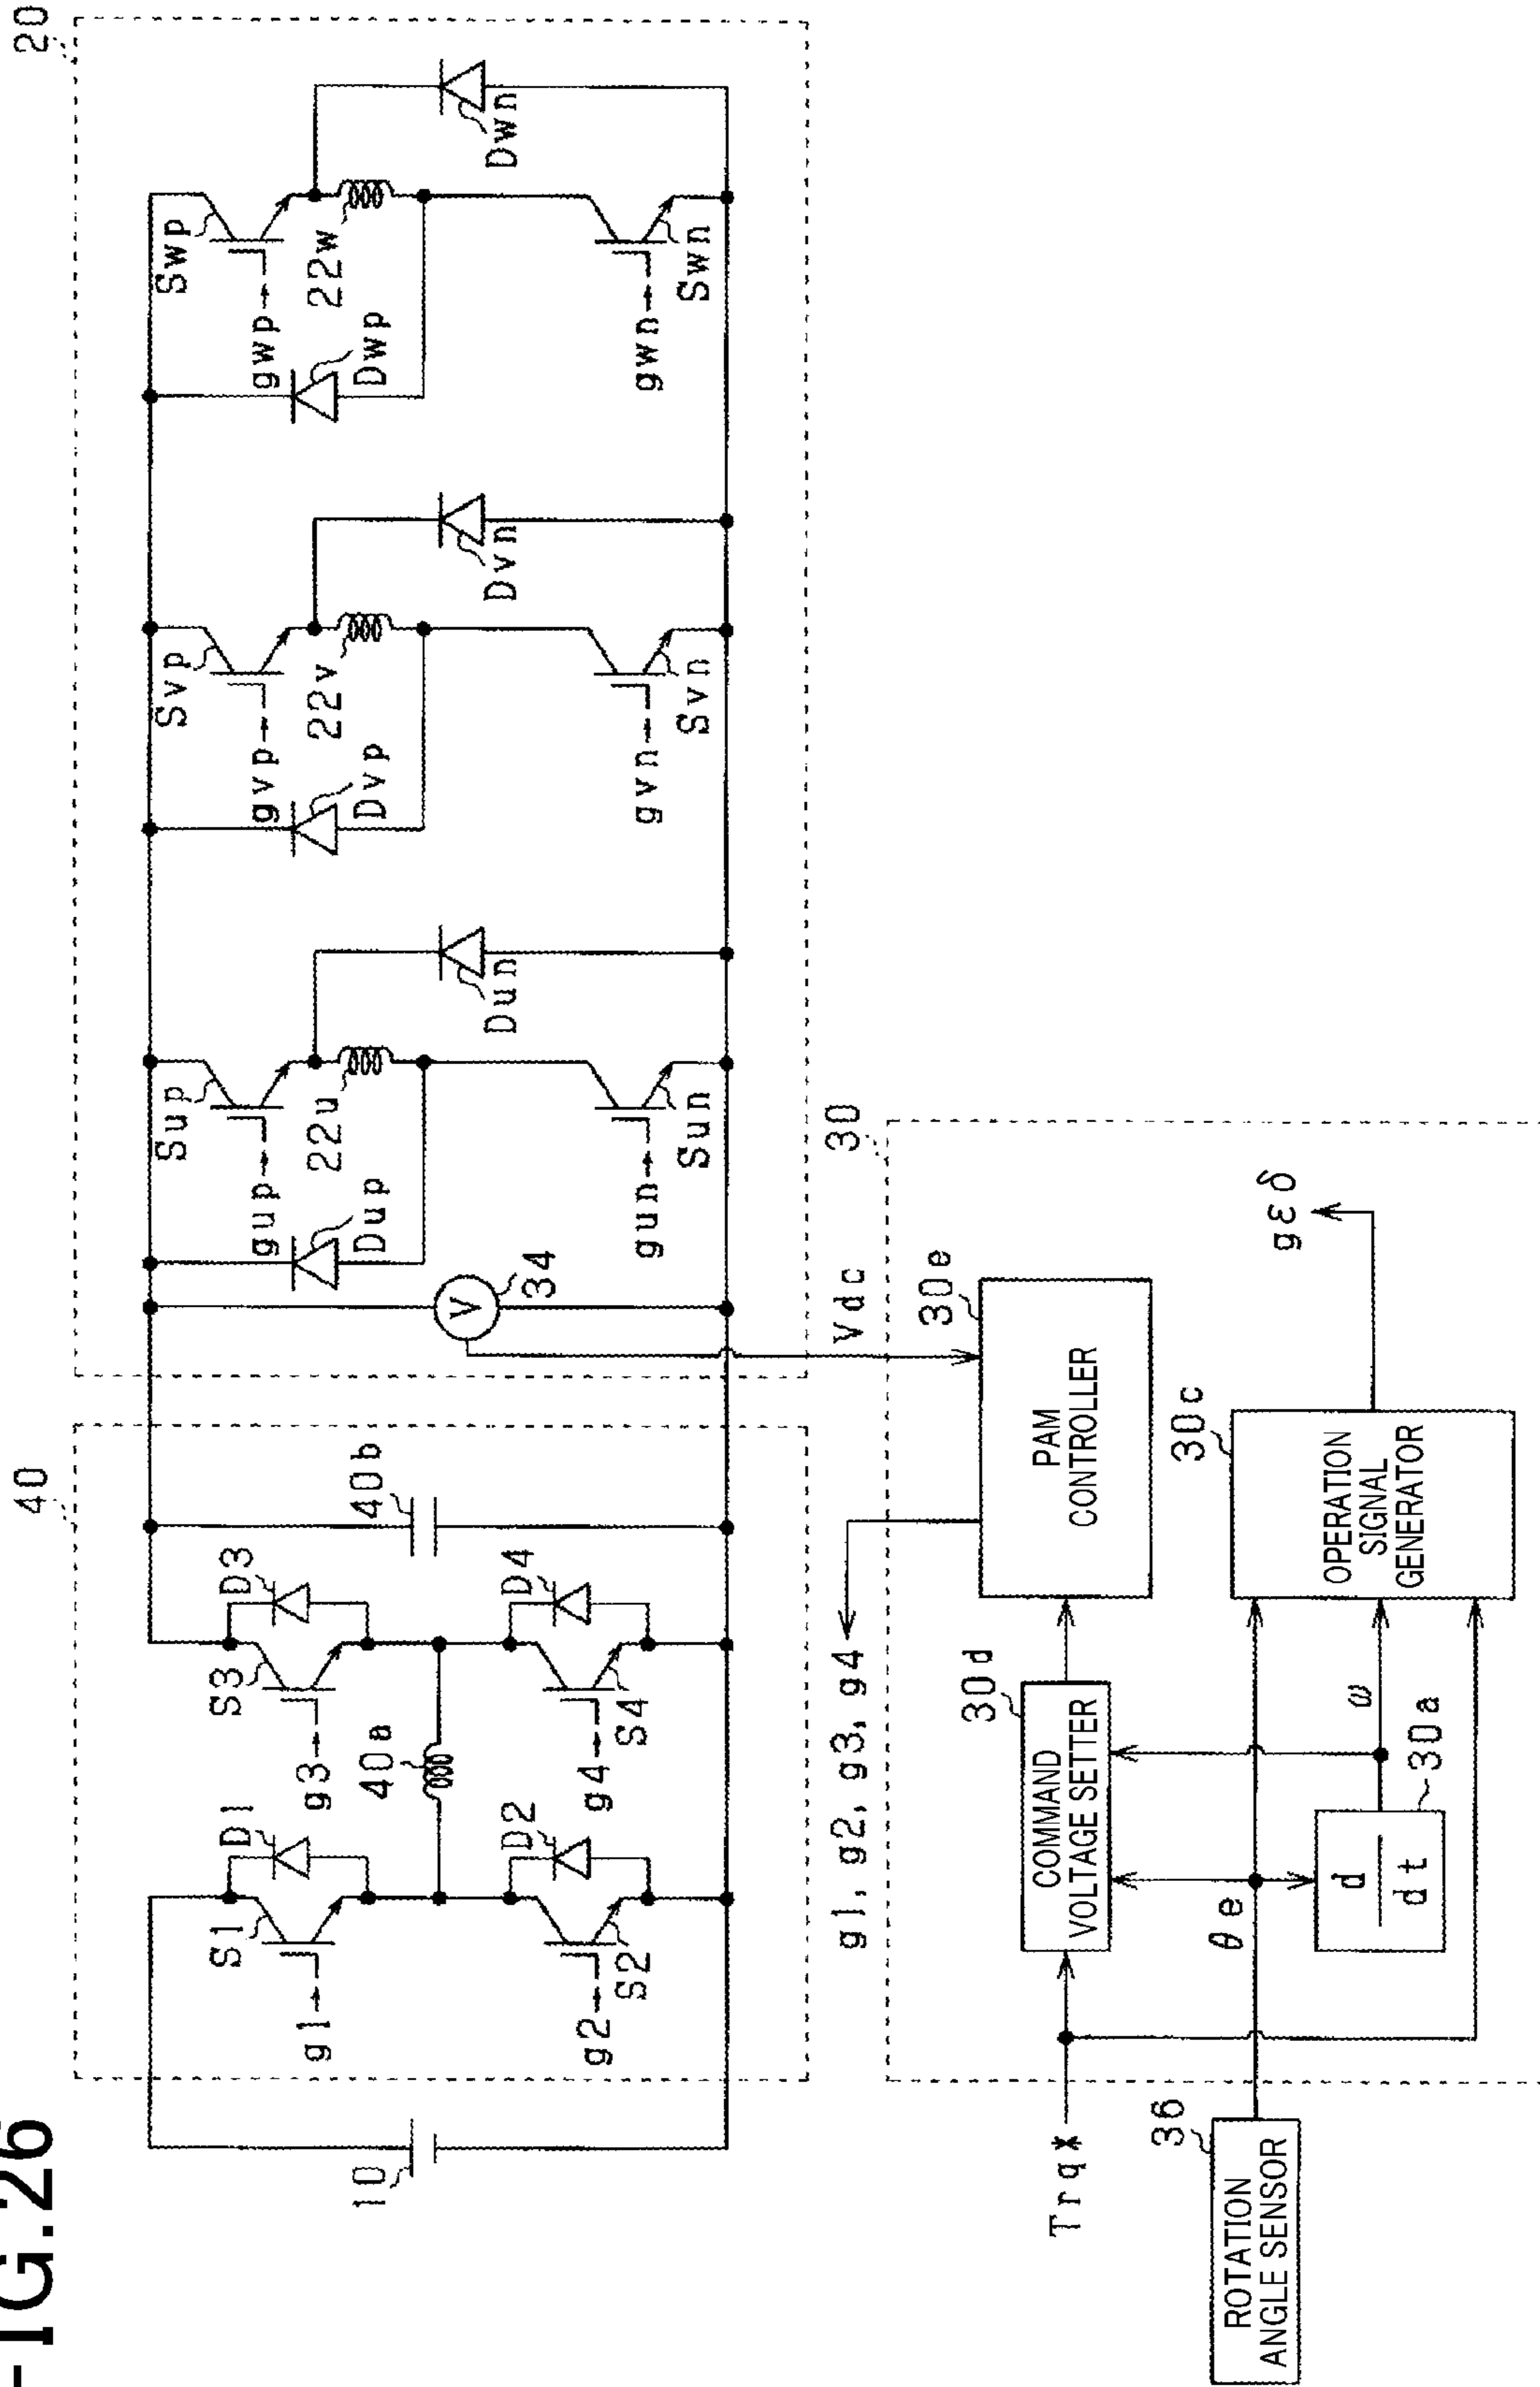 FIG.26
40
20
10
S1
D1
g1
g2
S2
D2
S3
D3
g3
40a
g4
S4
D4
40b
34
V
Sup
gup
Dup
22u
Dun
gun
Sun
Svp
gvp
Dvp
22v
Dvn
gvn
Svn
Swp
gwp
Dwp
22w
Dwn
gwn
Swn
g1, g2, g3, g4
Vdc
30
Trq*
30d
COMMAND
VOLTAGE SETTER
30e
PAM
CONTROLLER
36
ROTATION
ANGLE SENSOR
θe
d
dt
30a
ω
30c
OPERATION
SIGNAL
GENERATOR
gεδ